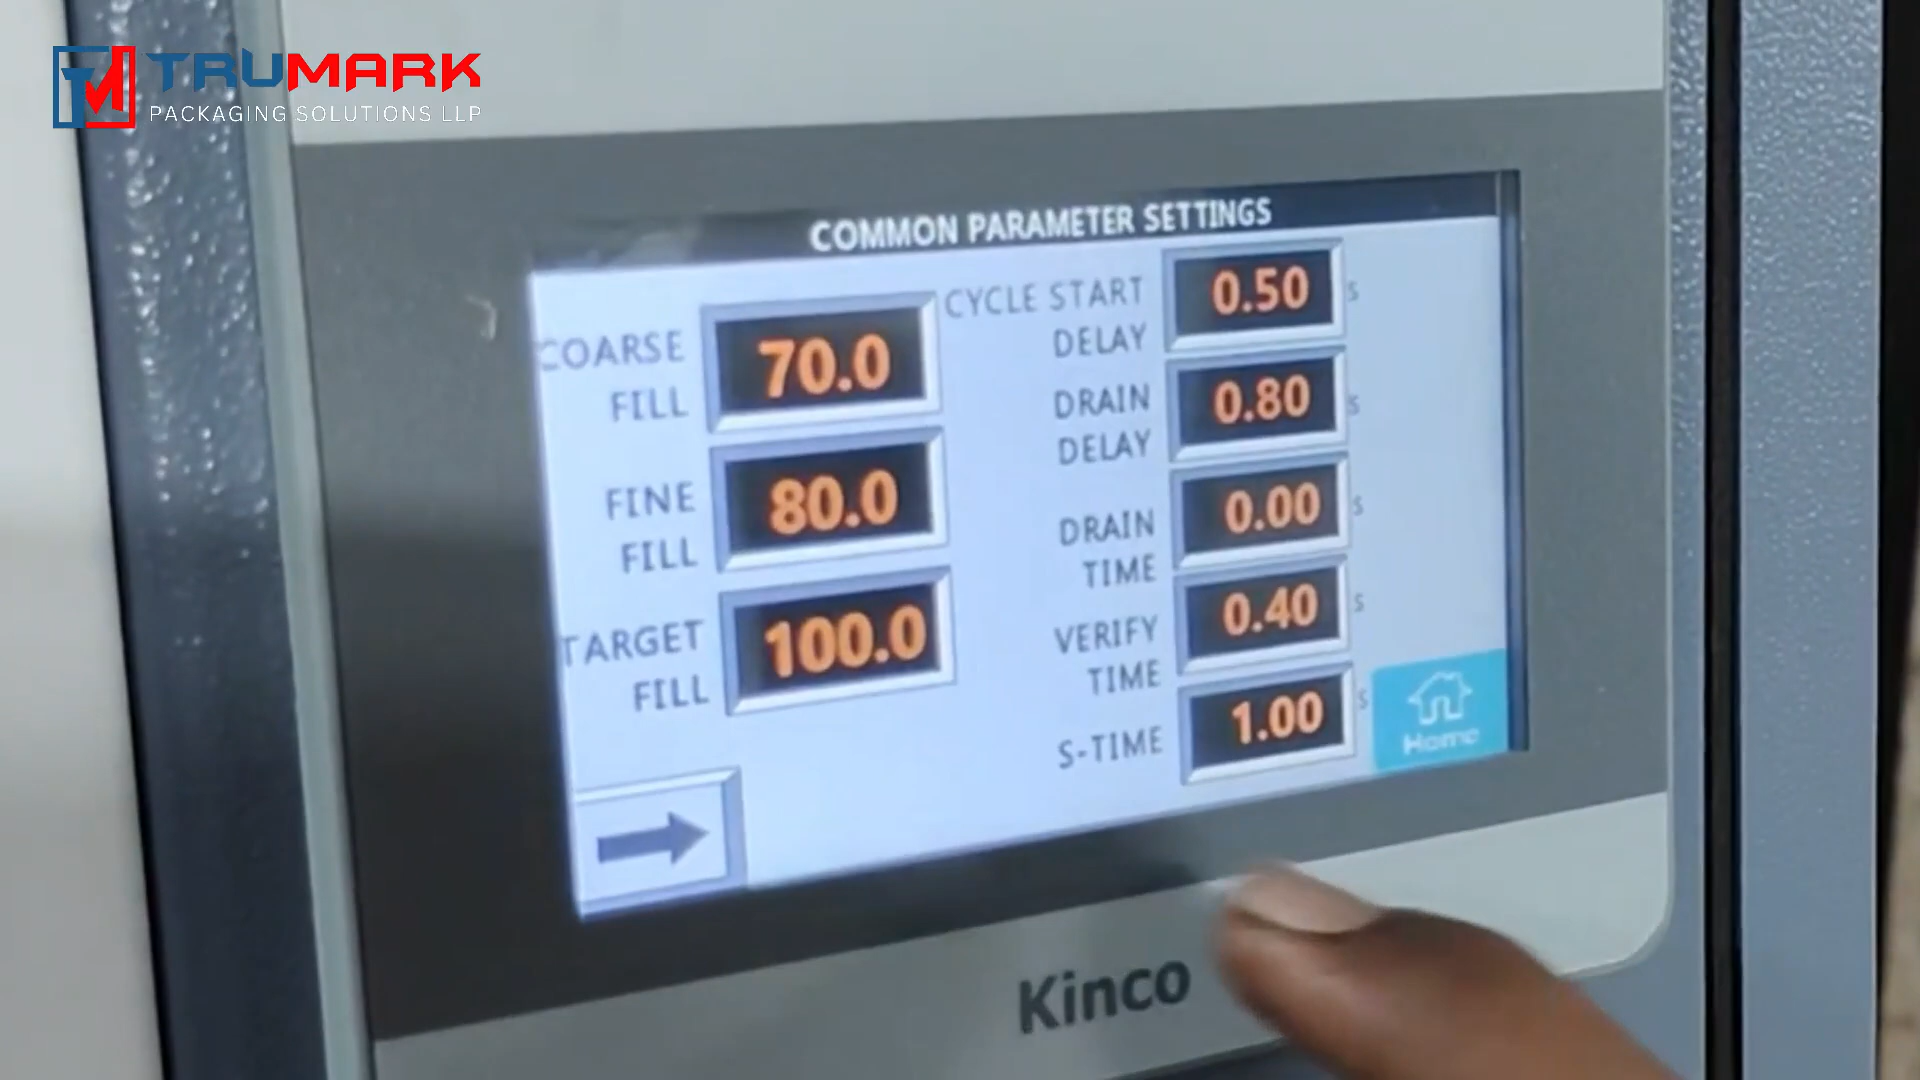 TRUMARK
PACKAGING SOLUTIONS LLP
COMMON PARAMETER SETTINGS
COARSE
FILL
70.0
FINE
FILL
80.0
TARGET
FILL
100.0
CYCLE START
DELAY
0.50 s
DRAIN
DELAY
0.80 s
DRAIN
TIME
0.00 s
VERIFY
TIME
0.40 s
S-TIME
1.00 s
Home
Kinco